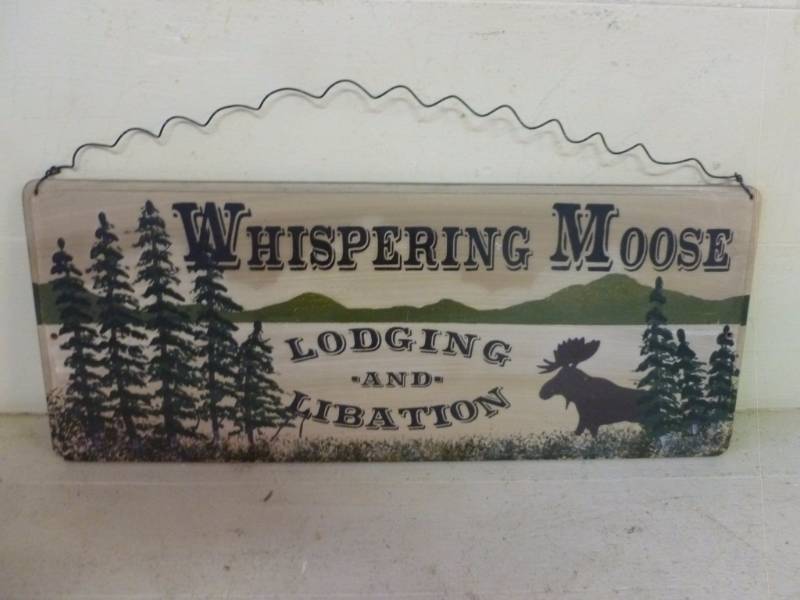 WHISPERING MOOSE
LODGING
-AND-
LIBATION